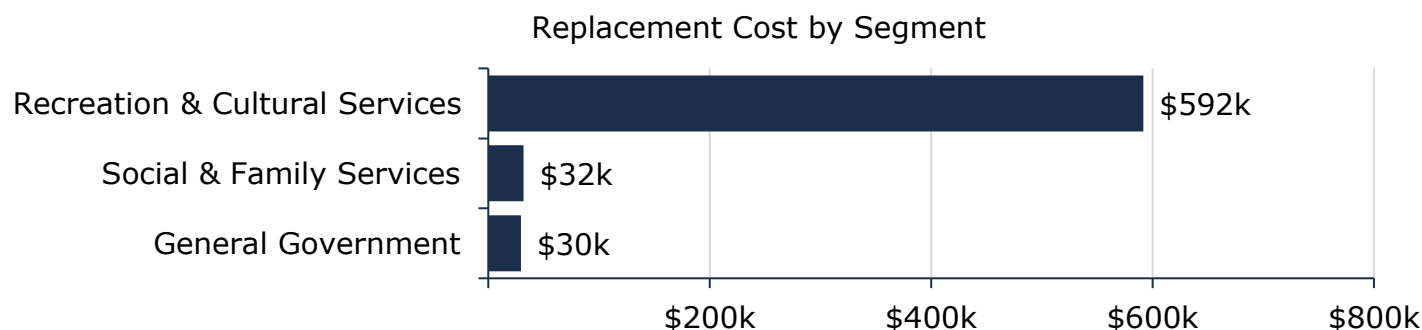 Replacement Cost by Segment
Recreation & Cultural Services $592k
Social & Family Services $32k
General Government $30k
$200k $400k $600k $800k